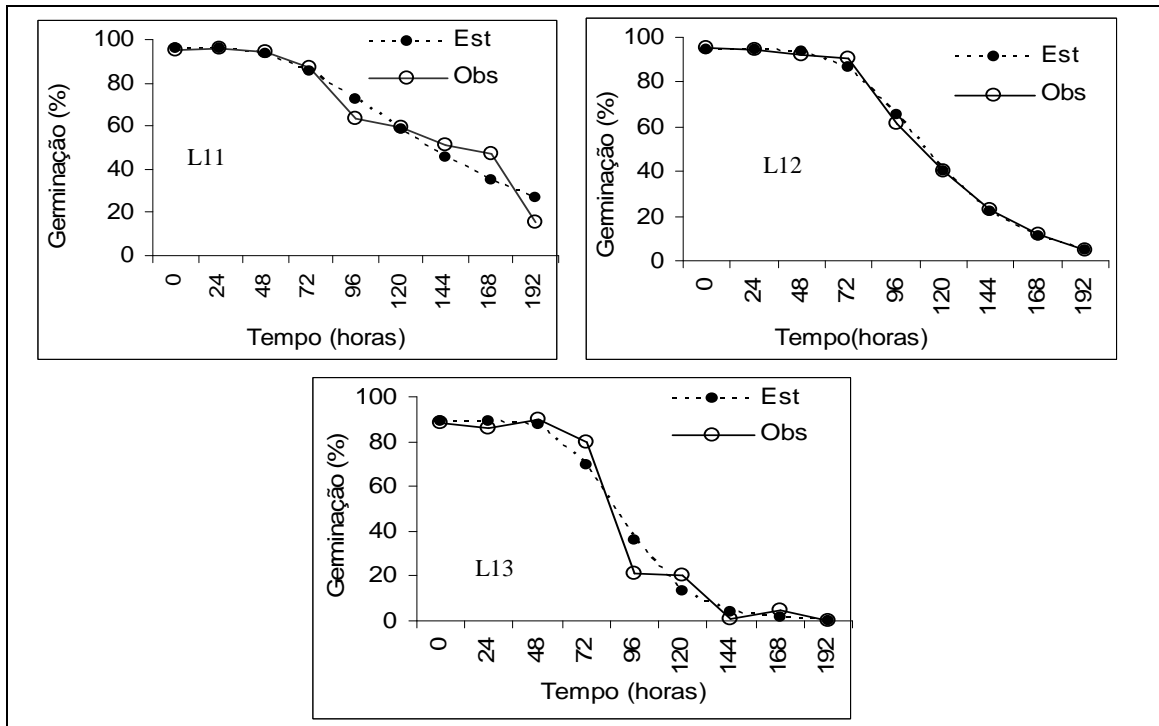 Germinação (%)
100
80
60
40
20
0
Est
Obs
L11
0 24 48 72 96 120 144 168 192
Tempo (horas)
Germinação (%)
100
80
60
40
20
0
Est
Obs
L12
0 24 48 72 96 120 144 168 192
Tempo(horas)
Germinação (%)
100
80
60
40
20
0
Est
Obs
L13
0 24 48 72 96 120 144 168 192
Tempo (horas)